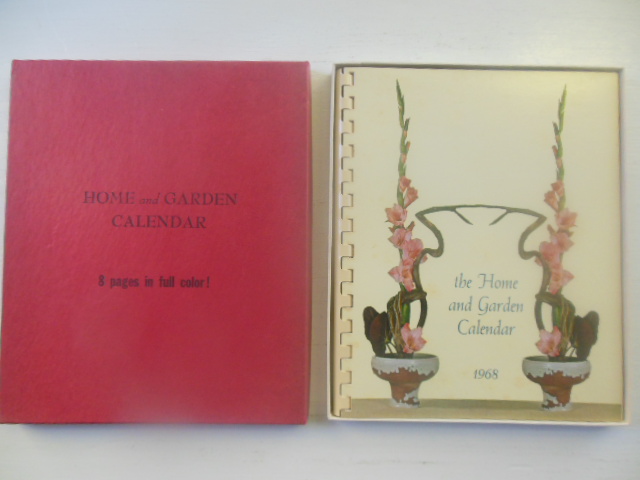 HOME and GARDEN
CALENDAR
8 pages in full color!
the Home
and Garden
Calendar
1968